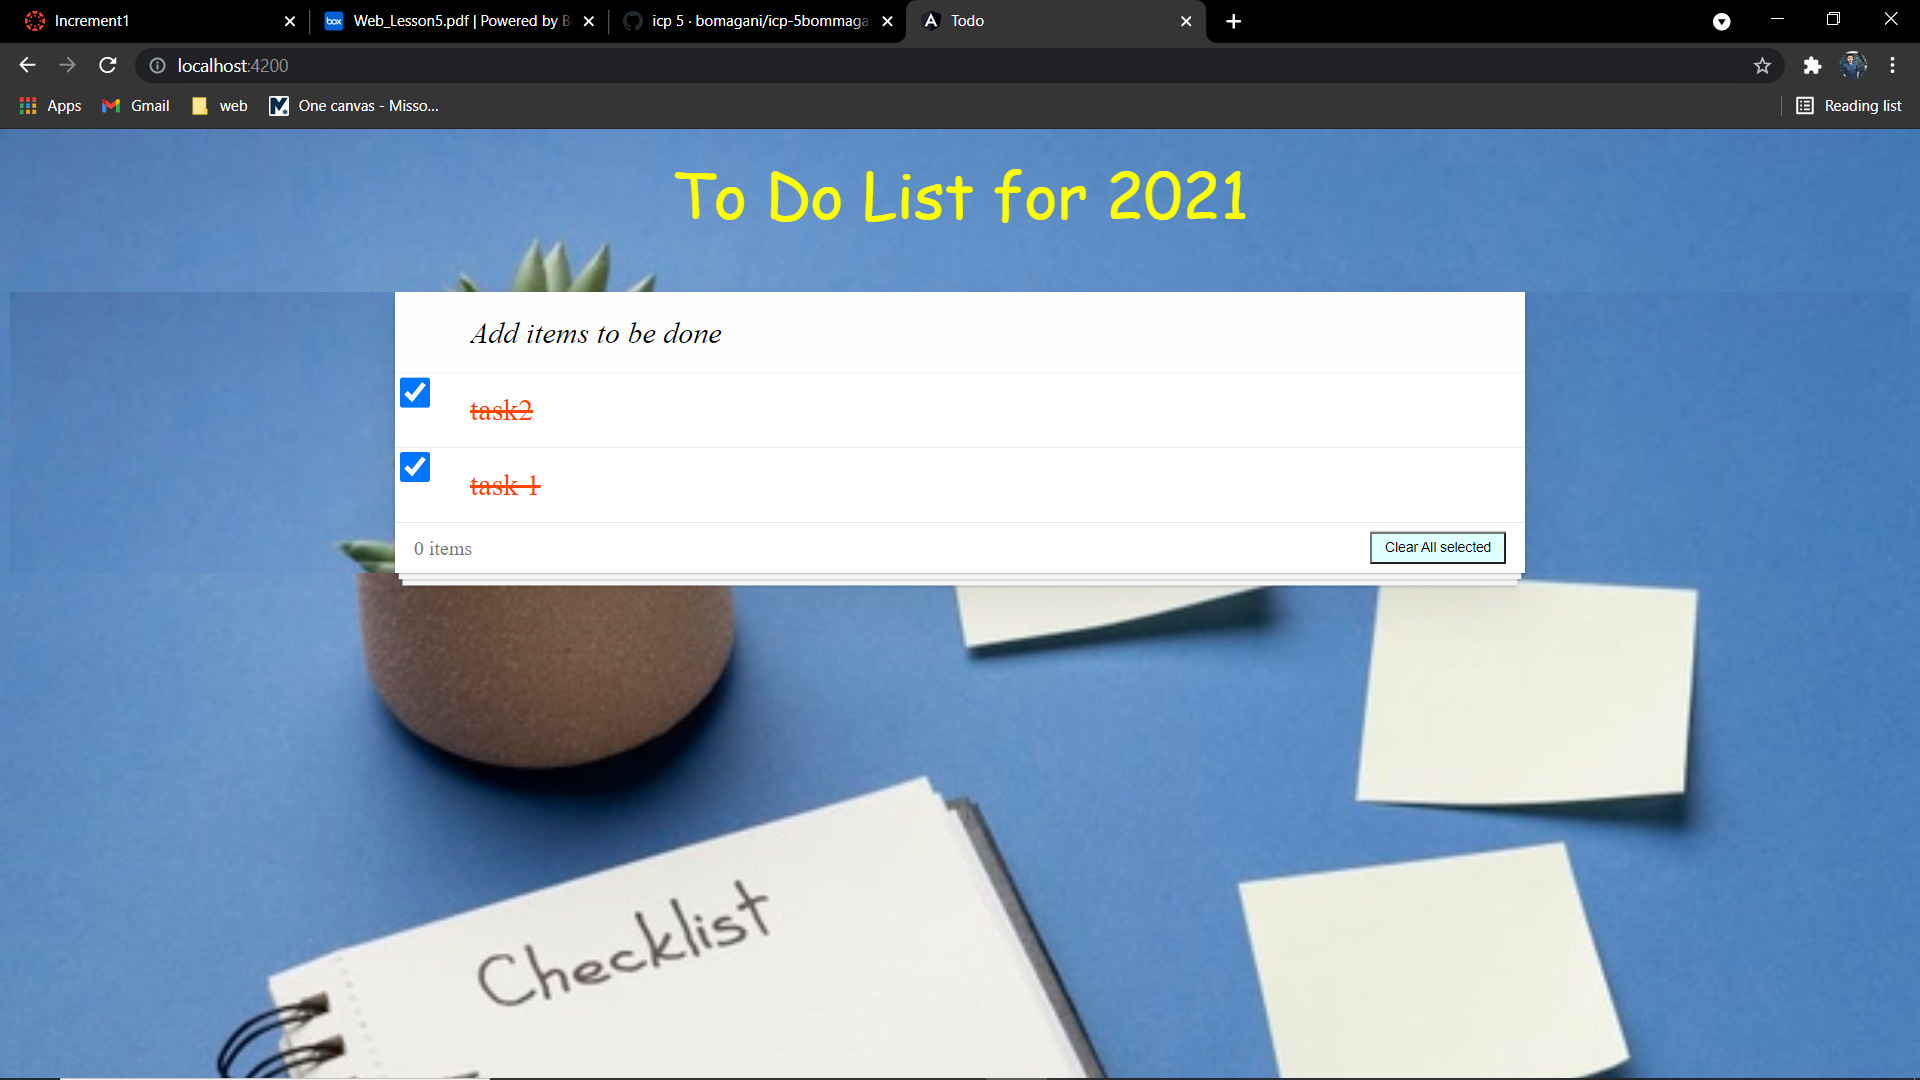 Increment1
Web_Lesson5.pdf | Powered by B
icp 5 · bomagani/icp-5bommaga
Todo
localhost:4200
Apps
Gmail
web
One canvas - Misso...
Reading list
To Do List for 2021
Add items to be done
task2
task 1
0 items
Clear All selected
Checklist